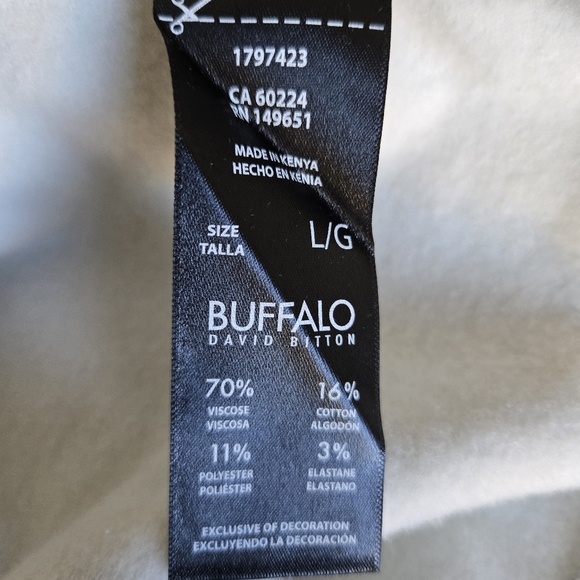 1797423
CA 60224
RN 149651
MADE IN KENYA
HECHO EN KENIA
SIZE L/G
TALLA
BUFFALO
DAVID BITTON
70% 16%
VISCOSE COTTON
VISCOSA ALGODÓN
11% 3%
POLYESTER ELASTANE
POLIÉSTER ELASTANO
EXCLUSIVE OF DECORATION
EXCLUYENDO LA DECORACIÓN